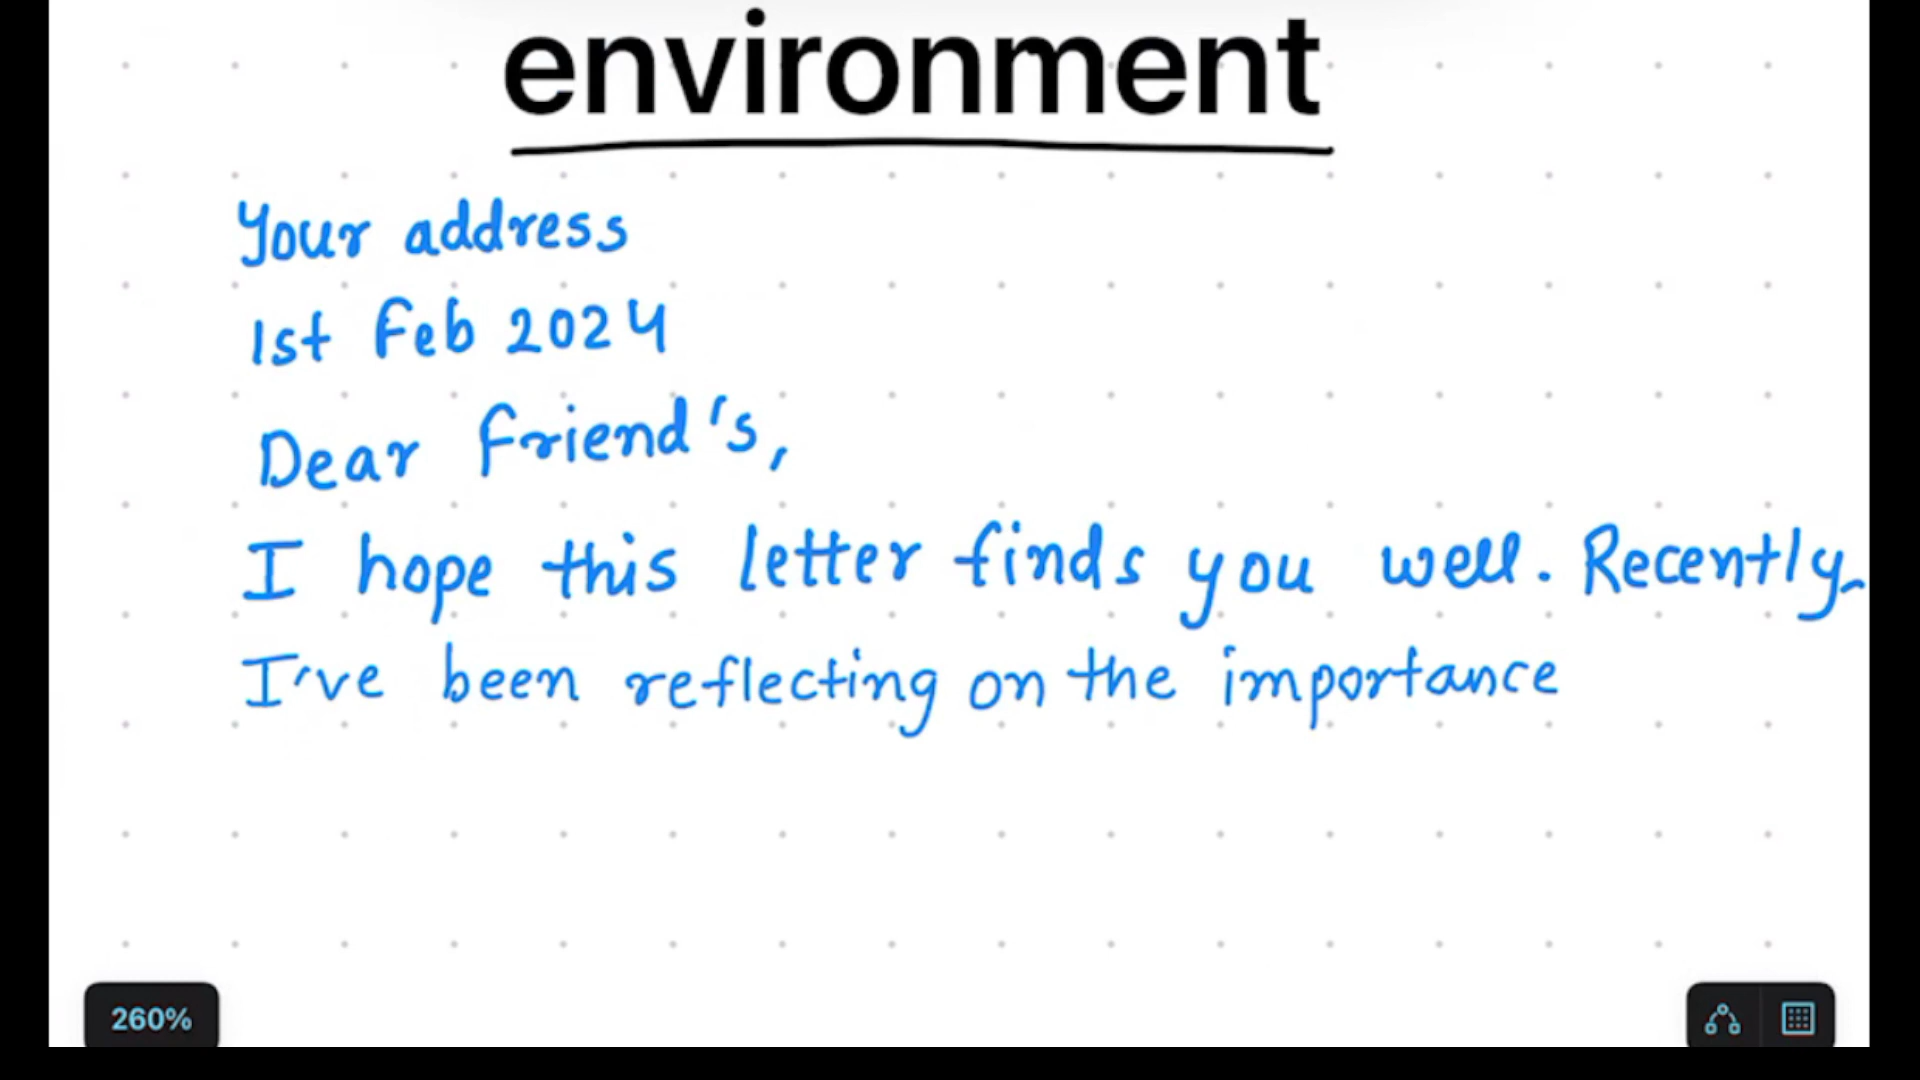 environment
Your address
1st Feb 2024
Dear Friend's,
I hope this letter finds you well. Recently,
I've been reflecting on the importance
260%